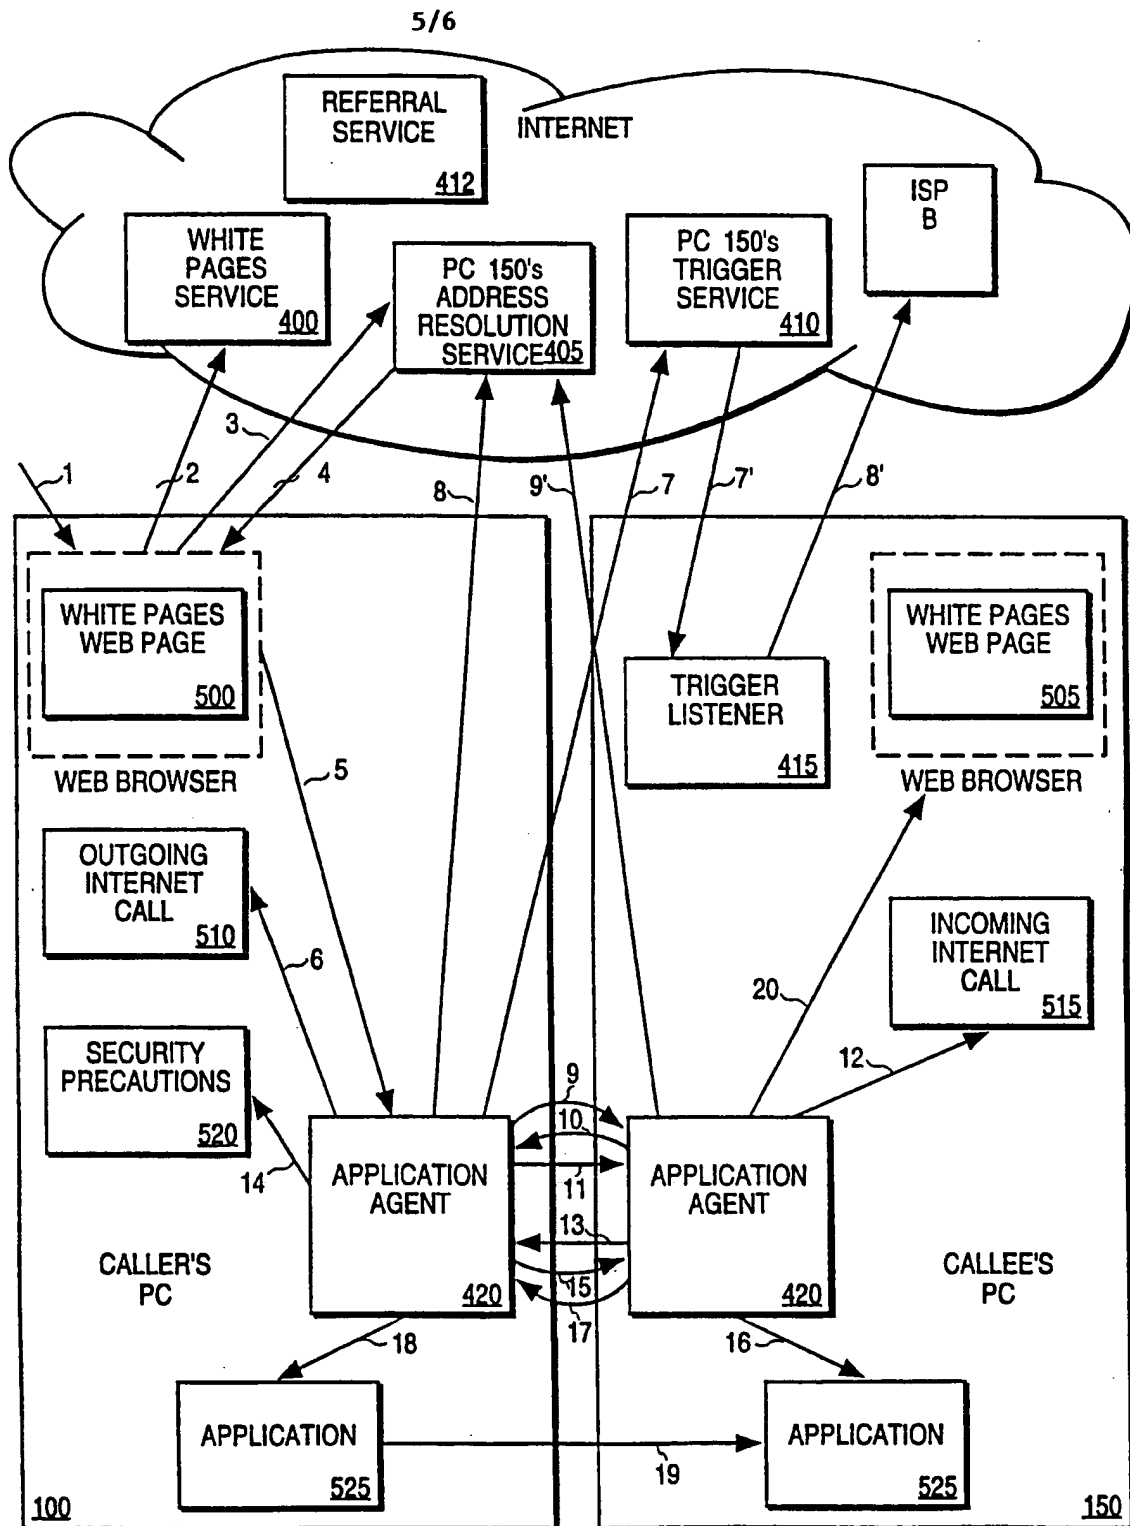 5/6
REFERRAL
SERVICE
412
INTERNET
ISP
B
WHITE
PAGES
SERVICE
400
PC 150's
ADDRESS
RESOLUTION
SERVICE 405
PC 150's
TRIGGER
SERVICE
410
1
2
3
4
8
9'
7
7'
8'
WHITE PAGES
WEB PAGE
500
WEB BROWSER
5
TRIGGER
LISTENER
415
WHITE PAGES
WEB PAGE
505
WEB BROWSER
OUTGOING
INTERNET
CALL
510
6
INCOMING
INTERNET
CALL
515
20
12
SECURITY
PRECAUTIONS
520
14
9
10
11
13
15
17
APPLICATION
AGENT
420
APPLICATION
AGENT
420
CALLER'S
PC
CALLEE'S
PC
18
16
APPLICATION
525
19
APPLICATION
525
100
150